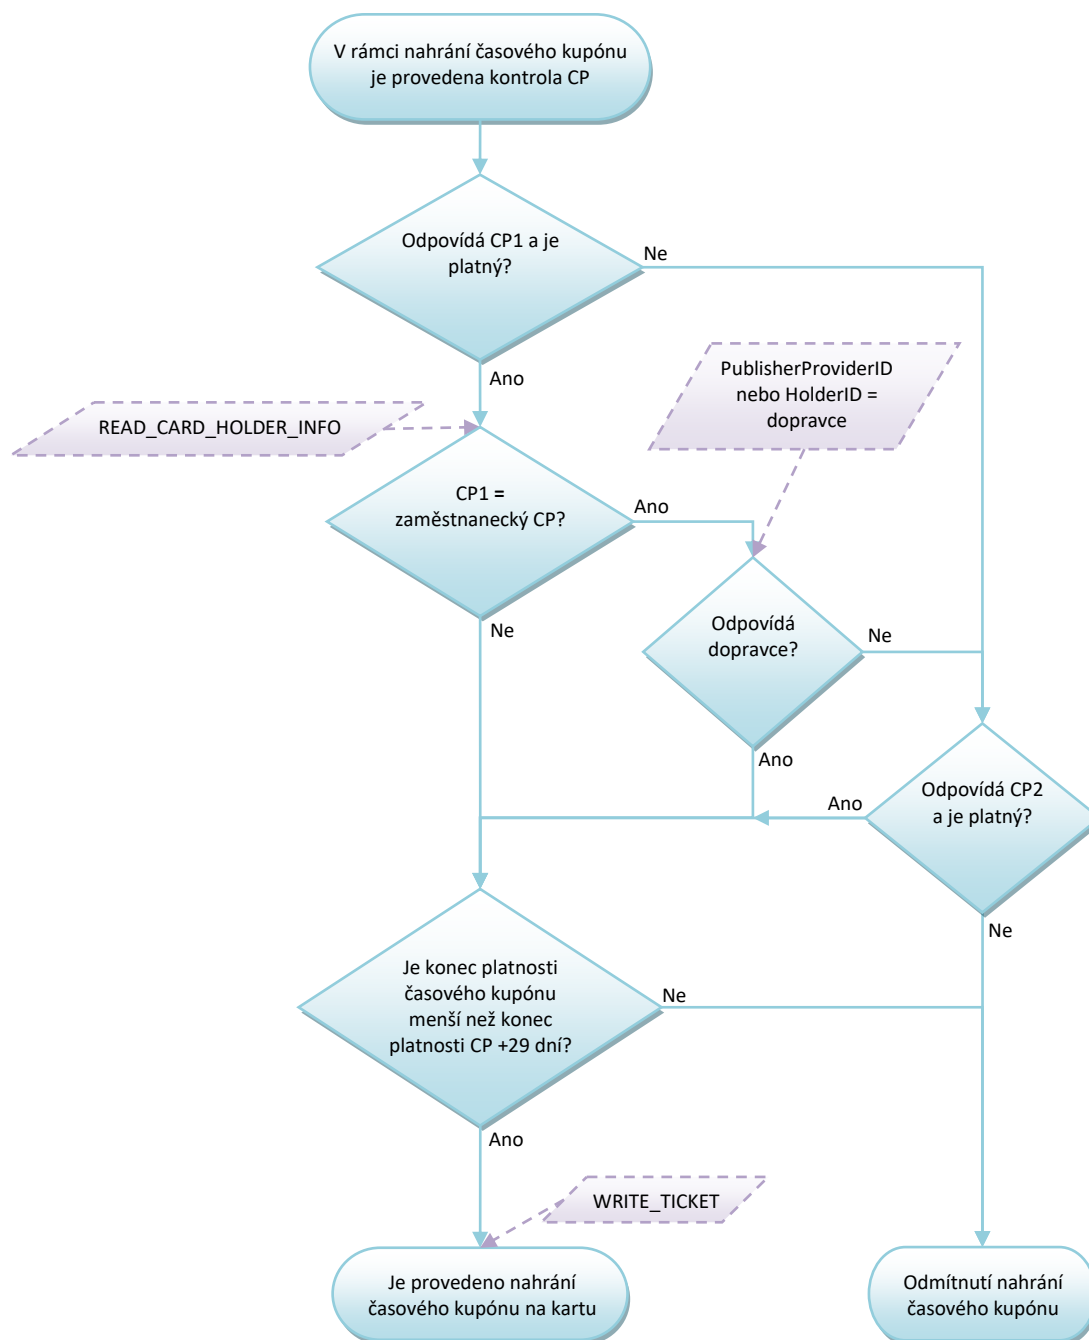 V rámci nahrání časového kupónu
je provedena kontrola CP
Odpovídá CP1 a je
platný?
Ne
Ano
PublisherProviderID
nebo HolderID =
dopravce
READ_CARD_HOLDER_INFO
CP1 =
zaměstnanecký CP?
Ano
Ne
Odpovídá
dopravce?
Ne
Ano
Odpovídá CP2
a je platný?
Ano
Ne
Je konec platnosti
časového kupónu
menší než konec
platnosti CP +29 dní?
Ne
Ano
WRITE_TICKET
Je provedeno nahrání
časového kupónu na kartu
Odmítnutí nahrání
časového kupónu